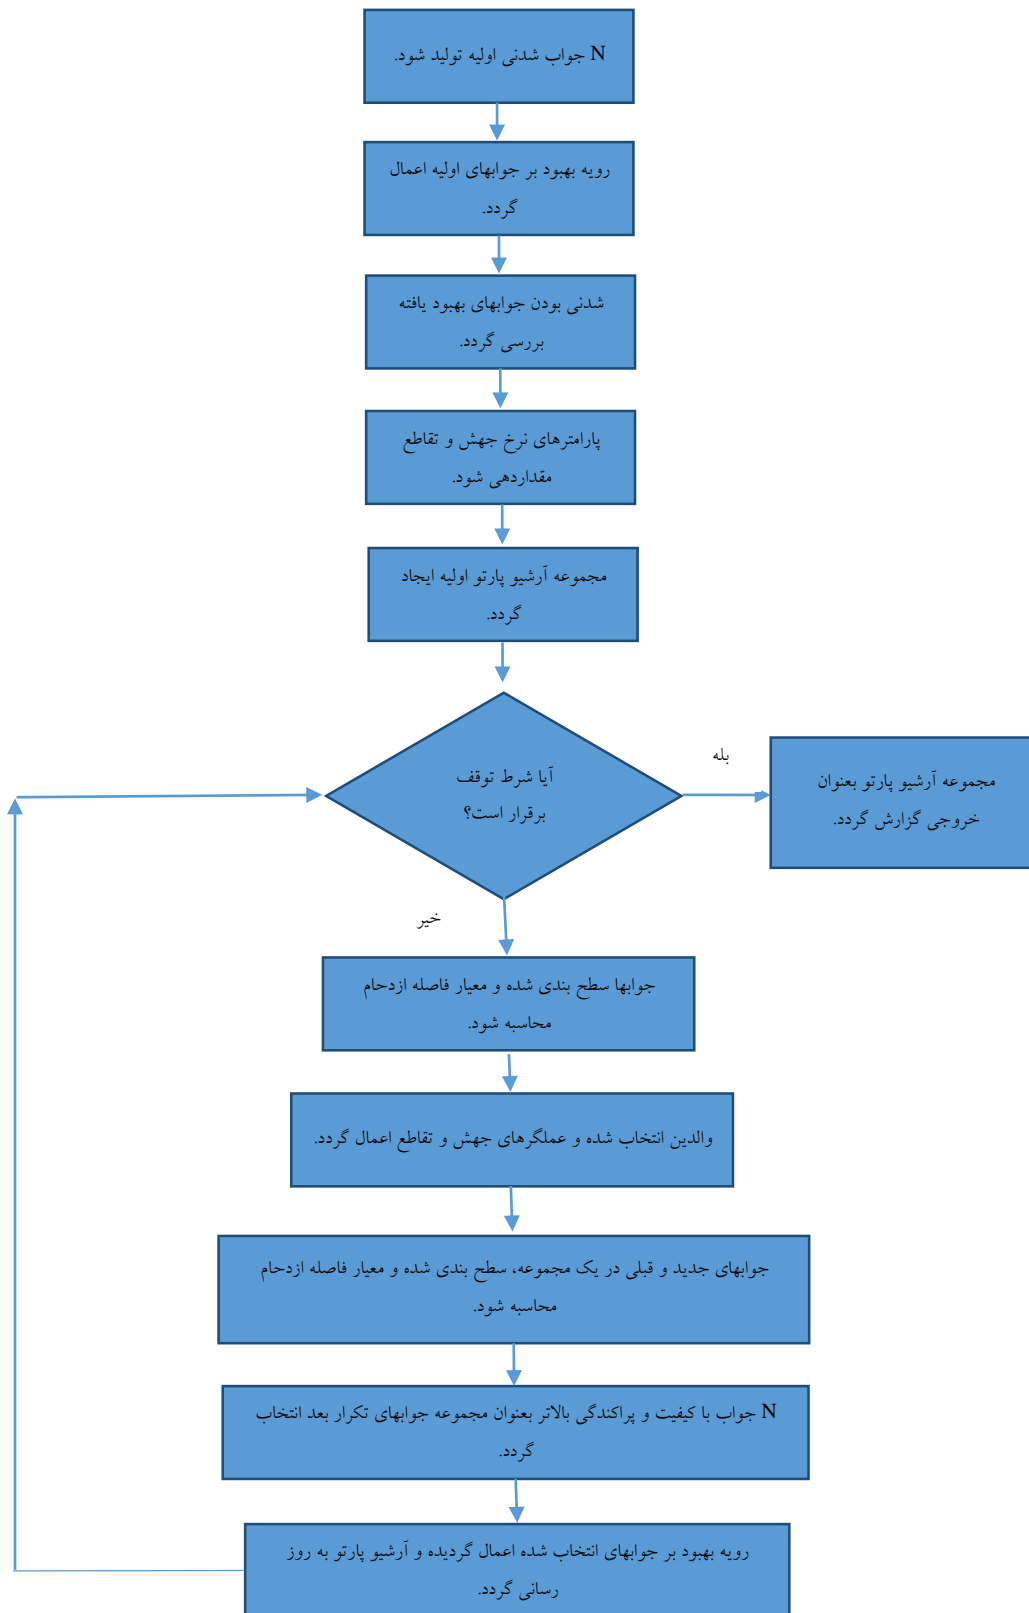 N جواب شدنی اولیه تولید شود.
رویه بهبود بر جوابهای اولیه اعمال
گردد.
شدنی بودن جوابهای بهبود یافته
بررسی گردد.
پارامترهای نرخ جهش و تقاطع
مقداردهی شود.
مجموعه آرشیو پارتو اولیه ایجاد
گردد.
آیا شرط توقف
برقرار است؟
بله
مجموعه آرشیو پارتو بعنوان
خروجی گزارش گردد.
خیر
جوابها سطح بندی شده و معیار فاصله ازدحام
محاسبه شود.
والدین انتخاب شده و عملگرهای جهش و تقاطع اعمال گردد.
جوابهای جدید و قبلی در یک مجموعه، سطح بندی شده و معیار فاصله ازدحام
محاسبه شود.
N جواب با کیفیت و پراکندگی بالاتر بعنوان مجموعه جوابهای تکرار بعد انتخاب
گردد.
رویه بهبود بر جوابهای انتخاب شده اعمال گردیده و آرشیو پارتو به روز
رسانی گردد.